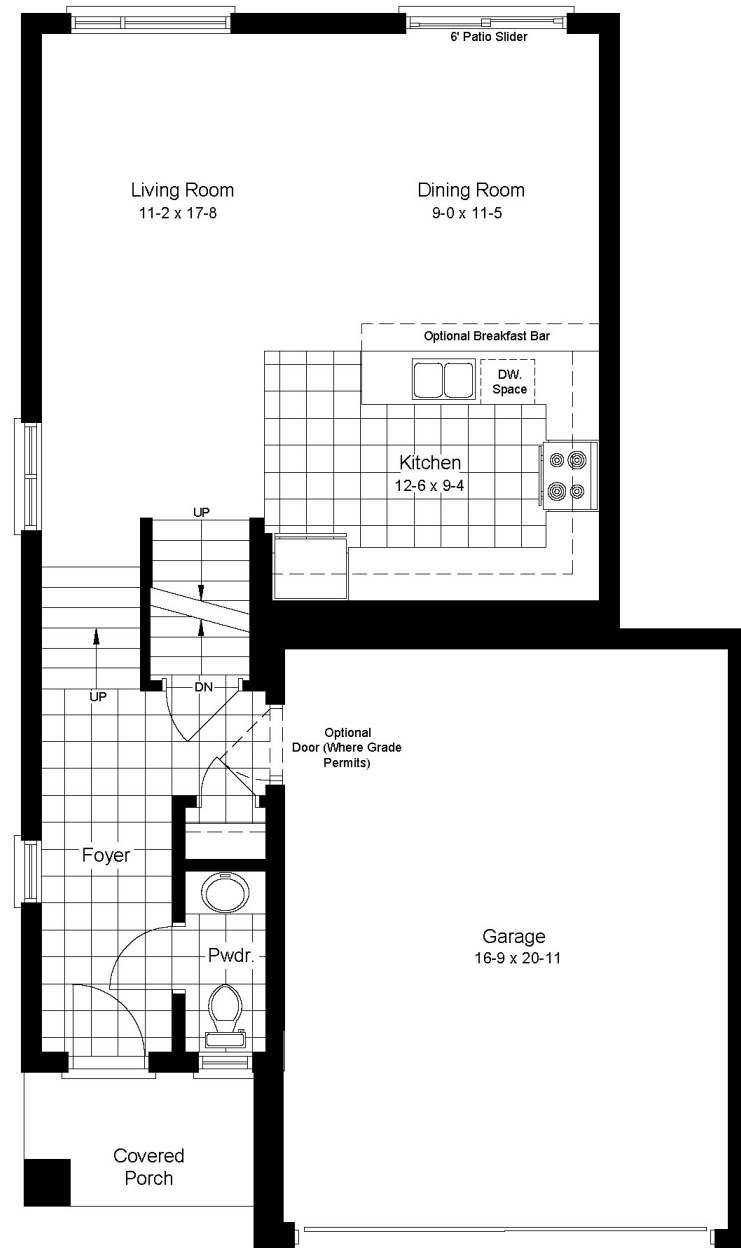 6' Patio Slider
Living Room
11-2 x 17-8
Dining Room
9-0 x 11-5
Optional Breakfast Bar
DW.
Space
Kitchen
12-6 x 9-4
UP
UP
DN
Optional
Door (Where Grade
Permits)
Foyer
Pwdr.
Garage
16-9 x 20-11
Covered
Porch